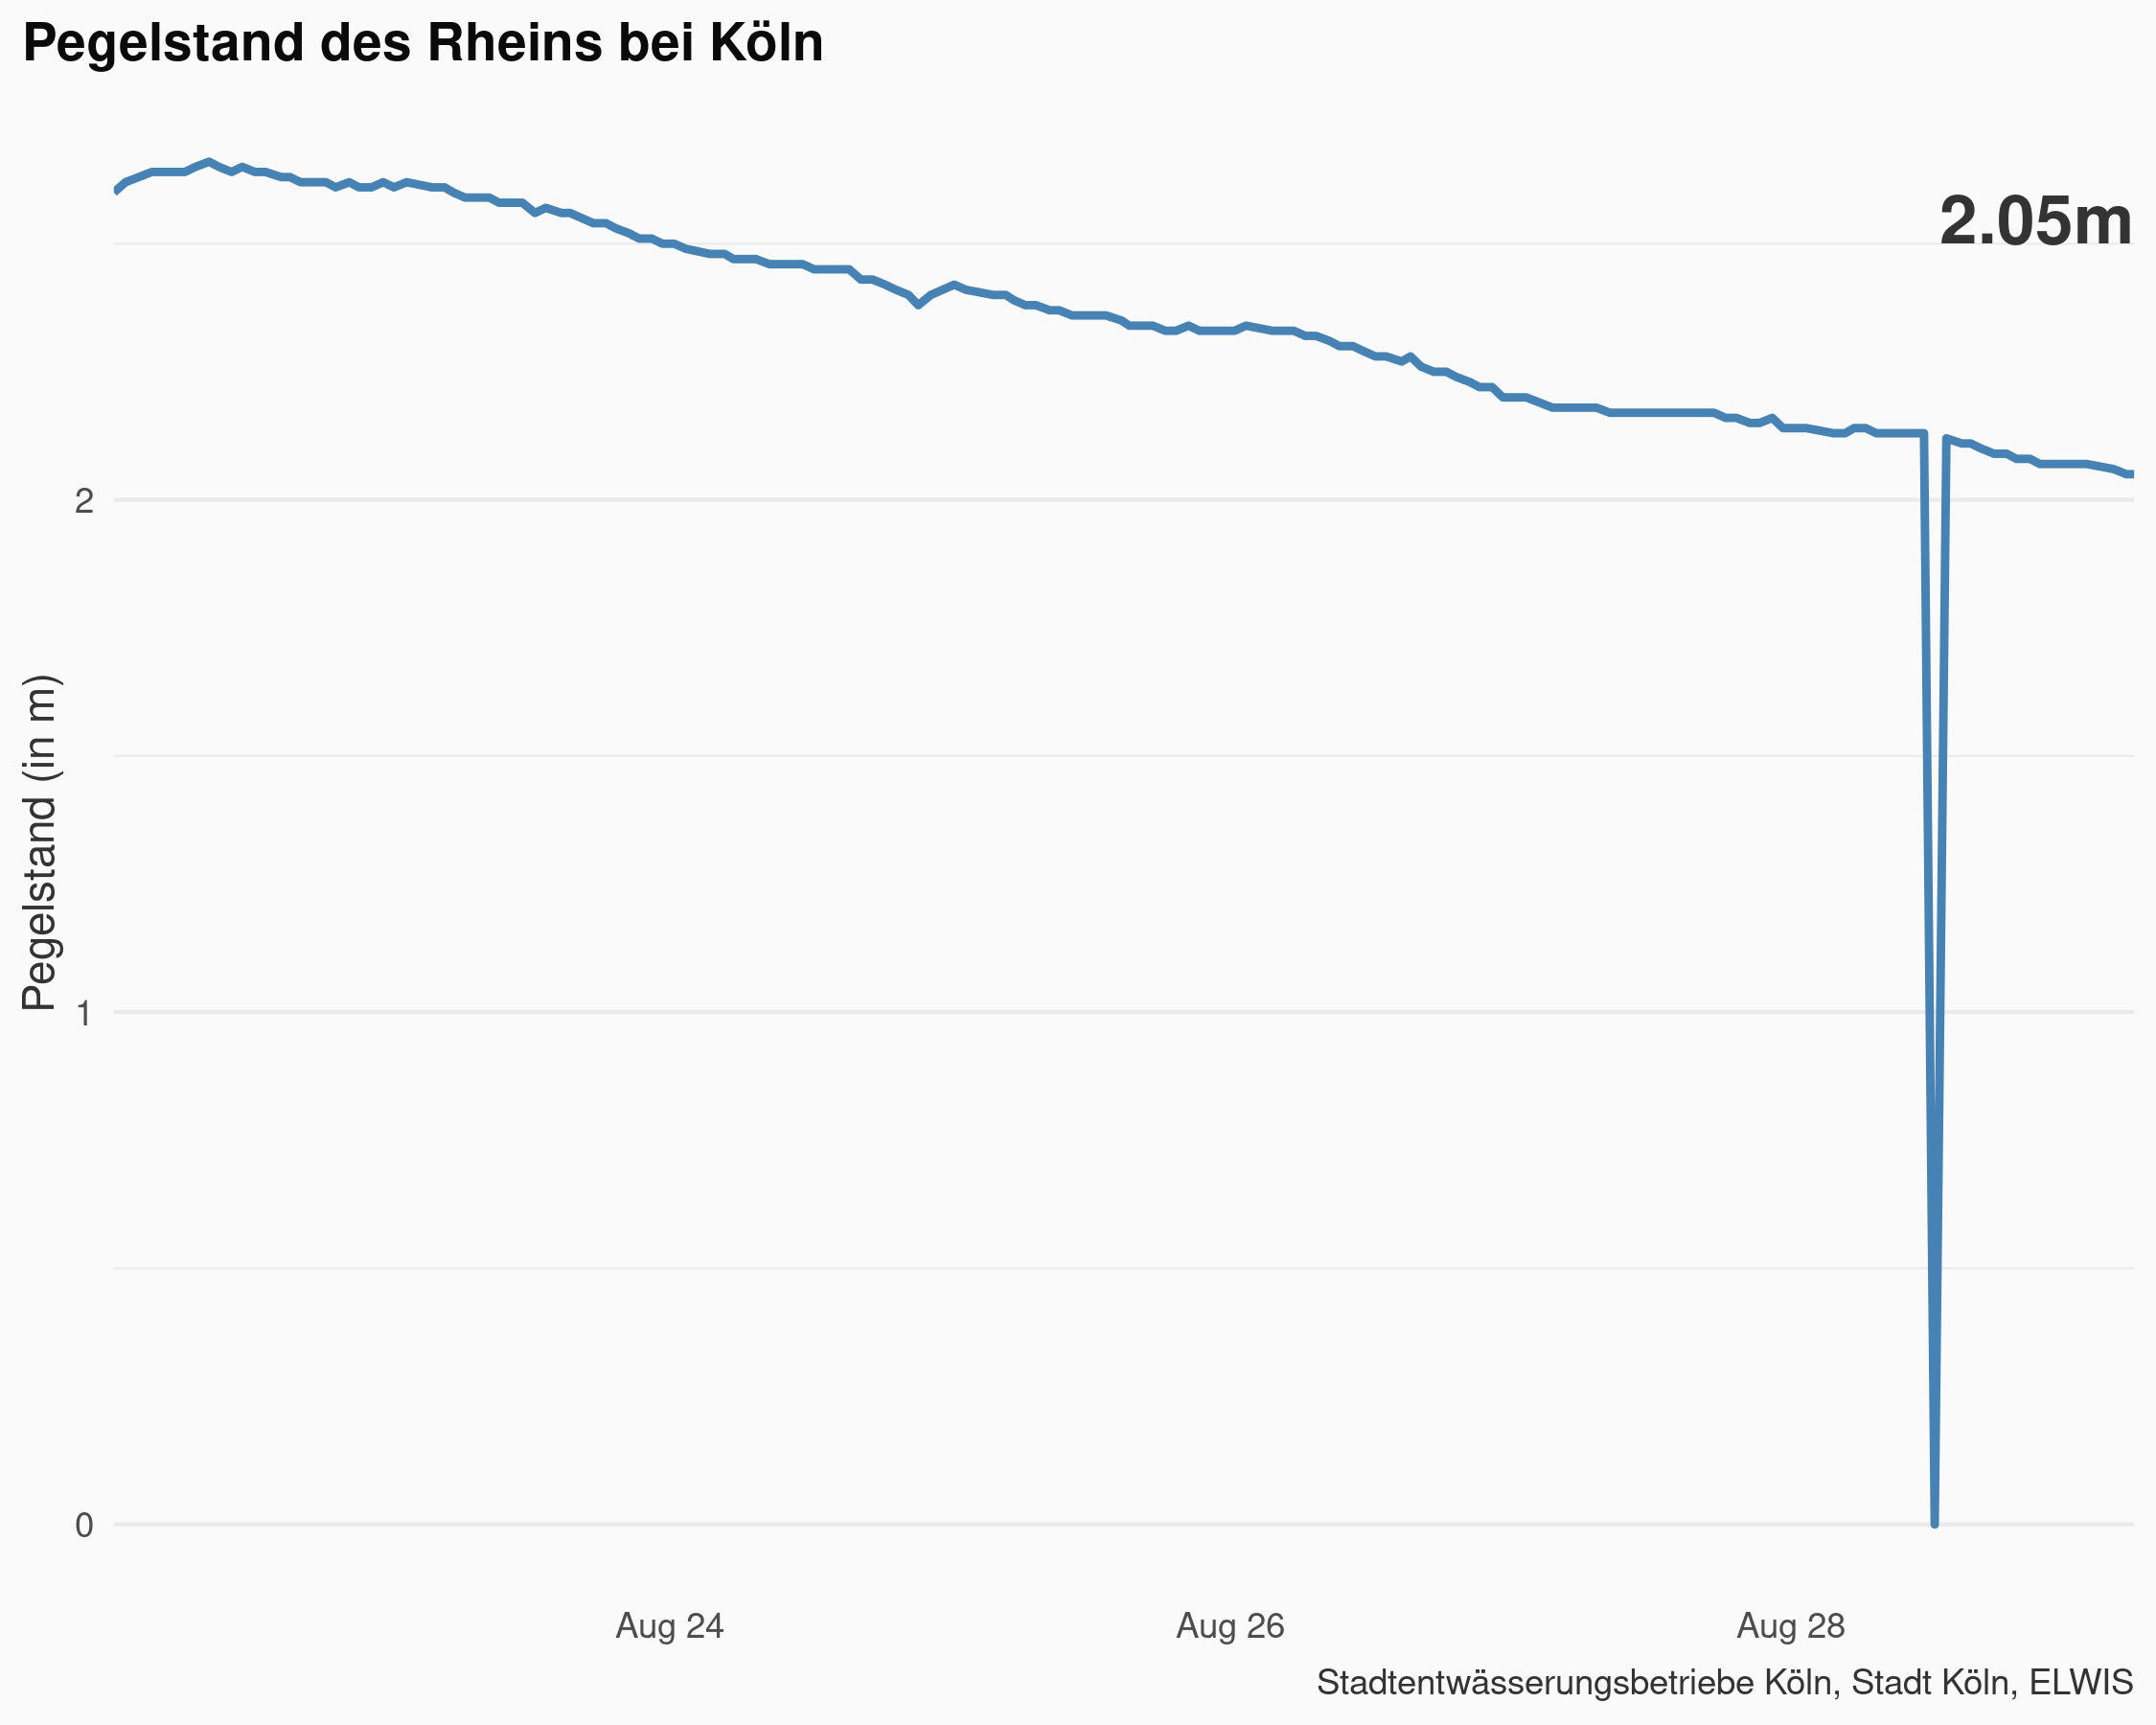 Pegelstand des Rheins bei Köln
2.05m
Pegelstand (in m)
2
1
0
Aug 24
Aug 26
Aug 28
Stadtentwässerungsbetriebe Köln, Stadt Köln, ELWIS